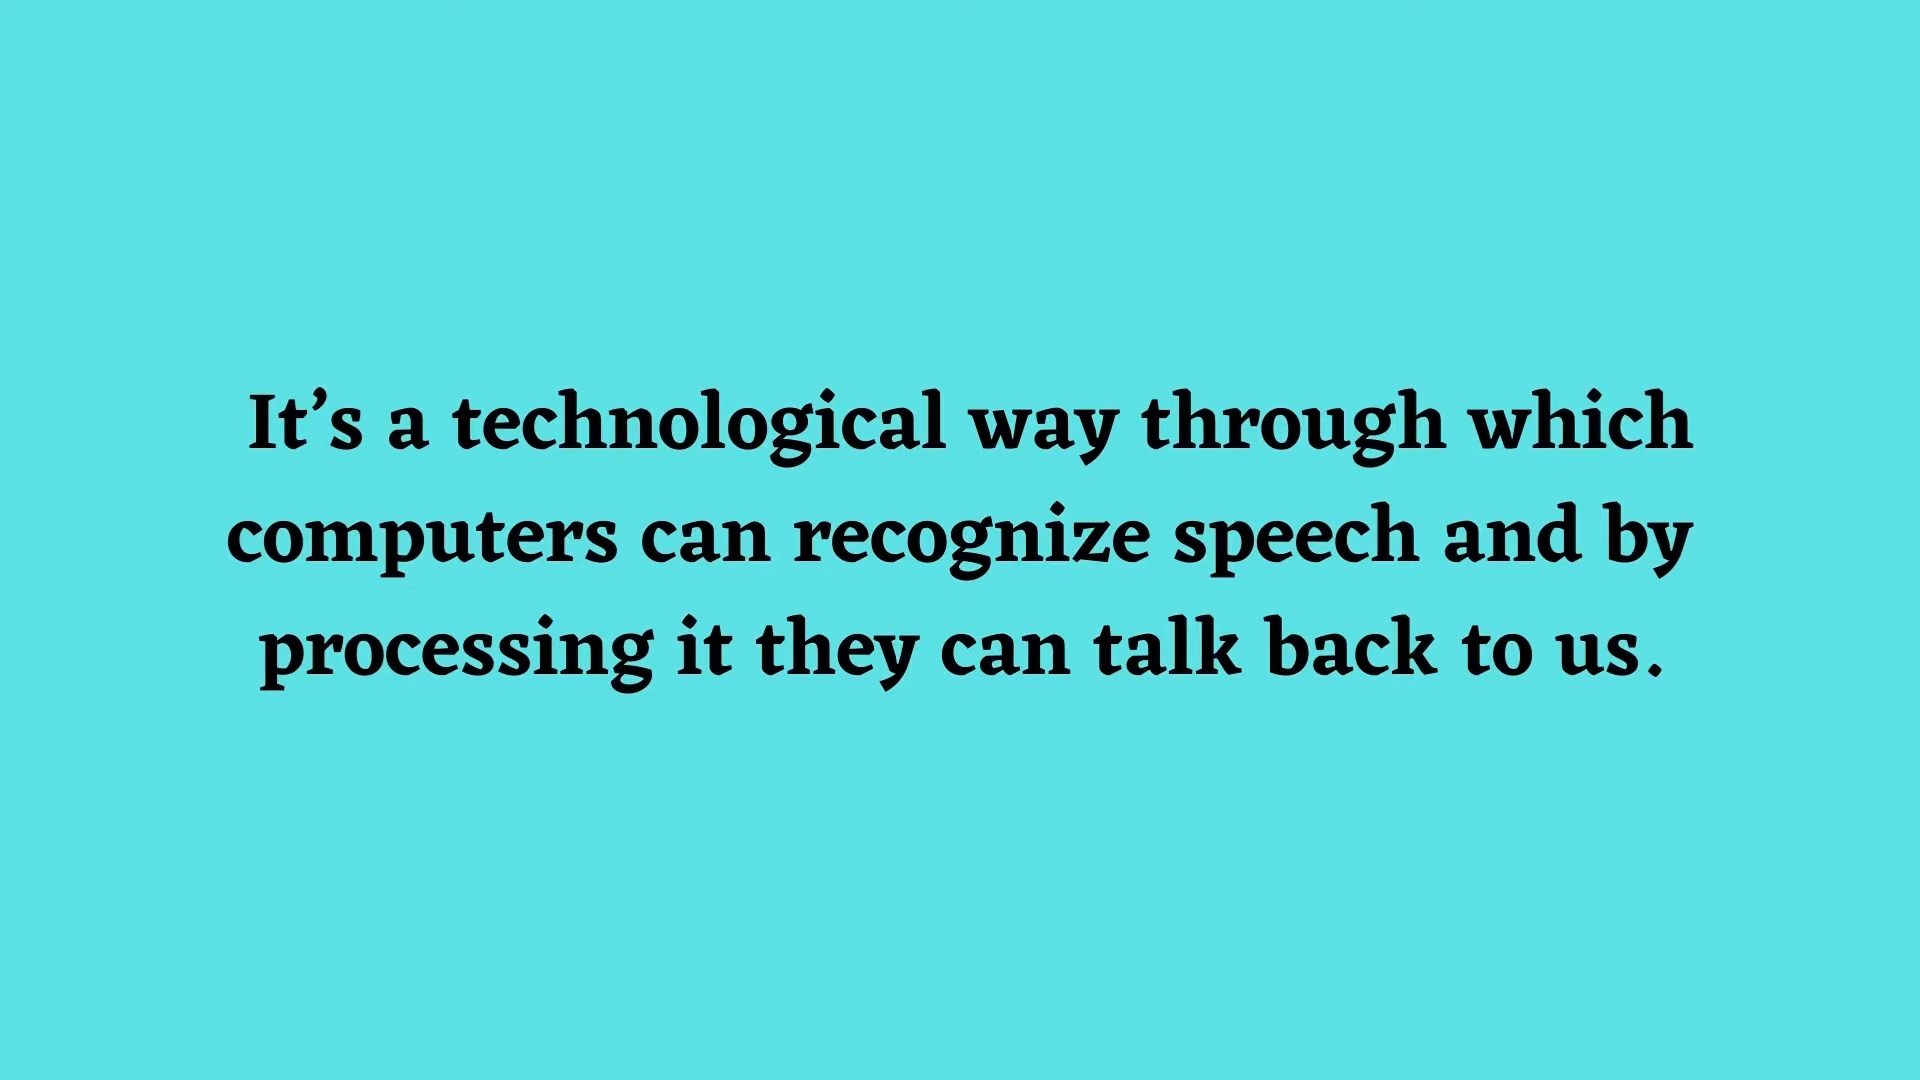 It’s a technological way through which
computers can recognize speech and by
processing it they can talk back to us.